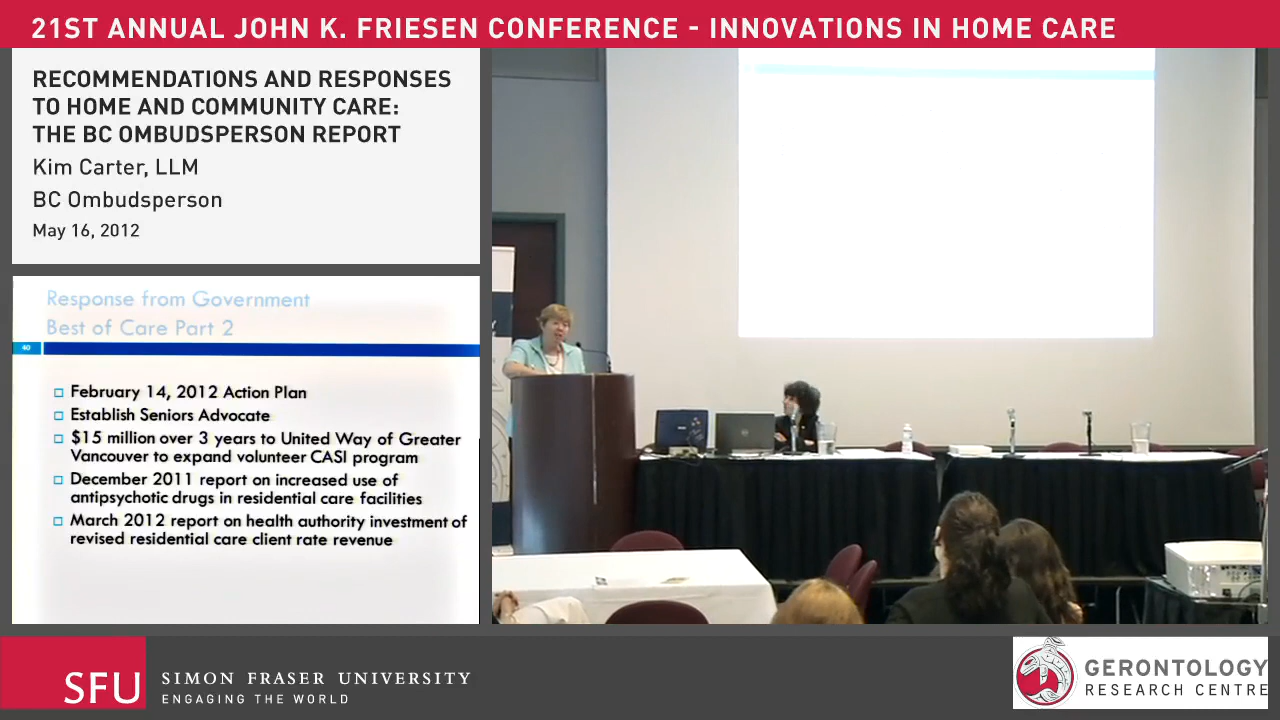 21ST ANNUAL JOHN K. FRIESEN CONFERENCE - INNOVATIONS IN HOME CARE
RECOMMENDATIONS AND RESPONSES
TO HOME AND COMMUNITY CARE:
THE BC OMBUDSPERSON REPORT
Kim Carter, LLM
BC Ombudsperson
May 16, 2012
Response from Government
Best of Care Part 2
40
February 14, 2012 Action Plan
Establish Seniors Advocate
$15 million over 3 years to United Way of Greater
Vancouver to expand volunteer CASI program
December 2011 report on increased use of
antipsychotic drugs in residential care facilities
March 2012 report on health authority investment of
revised residential care client rate revenue
SFU
SIMON FRASER UNIVERSITY
ENGAGING THE WORLD
GERONTOLOGY
RESEARCH CENTRE